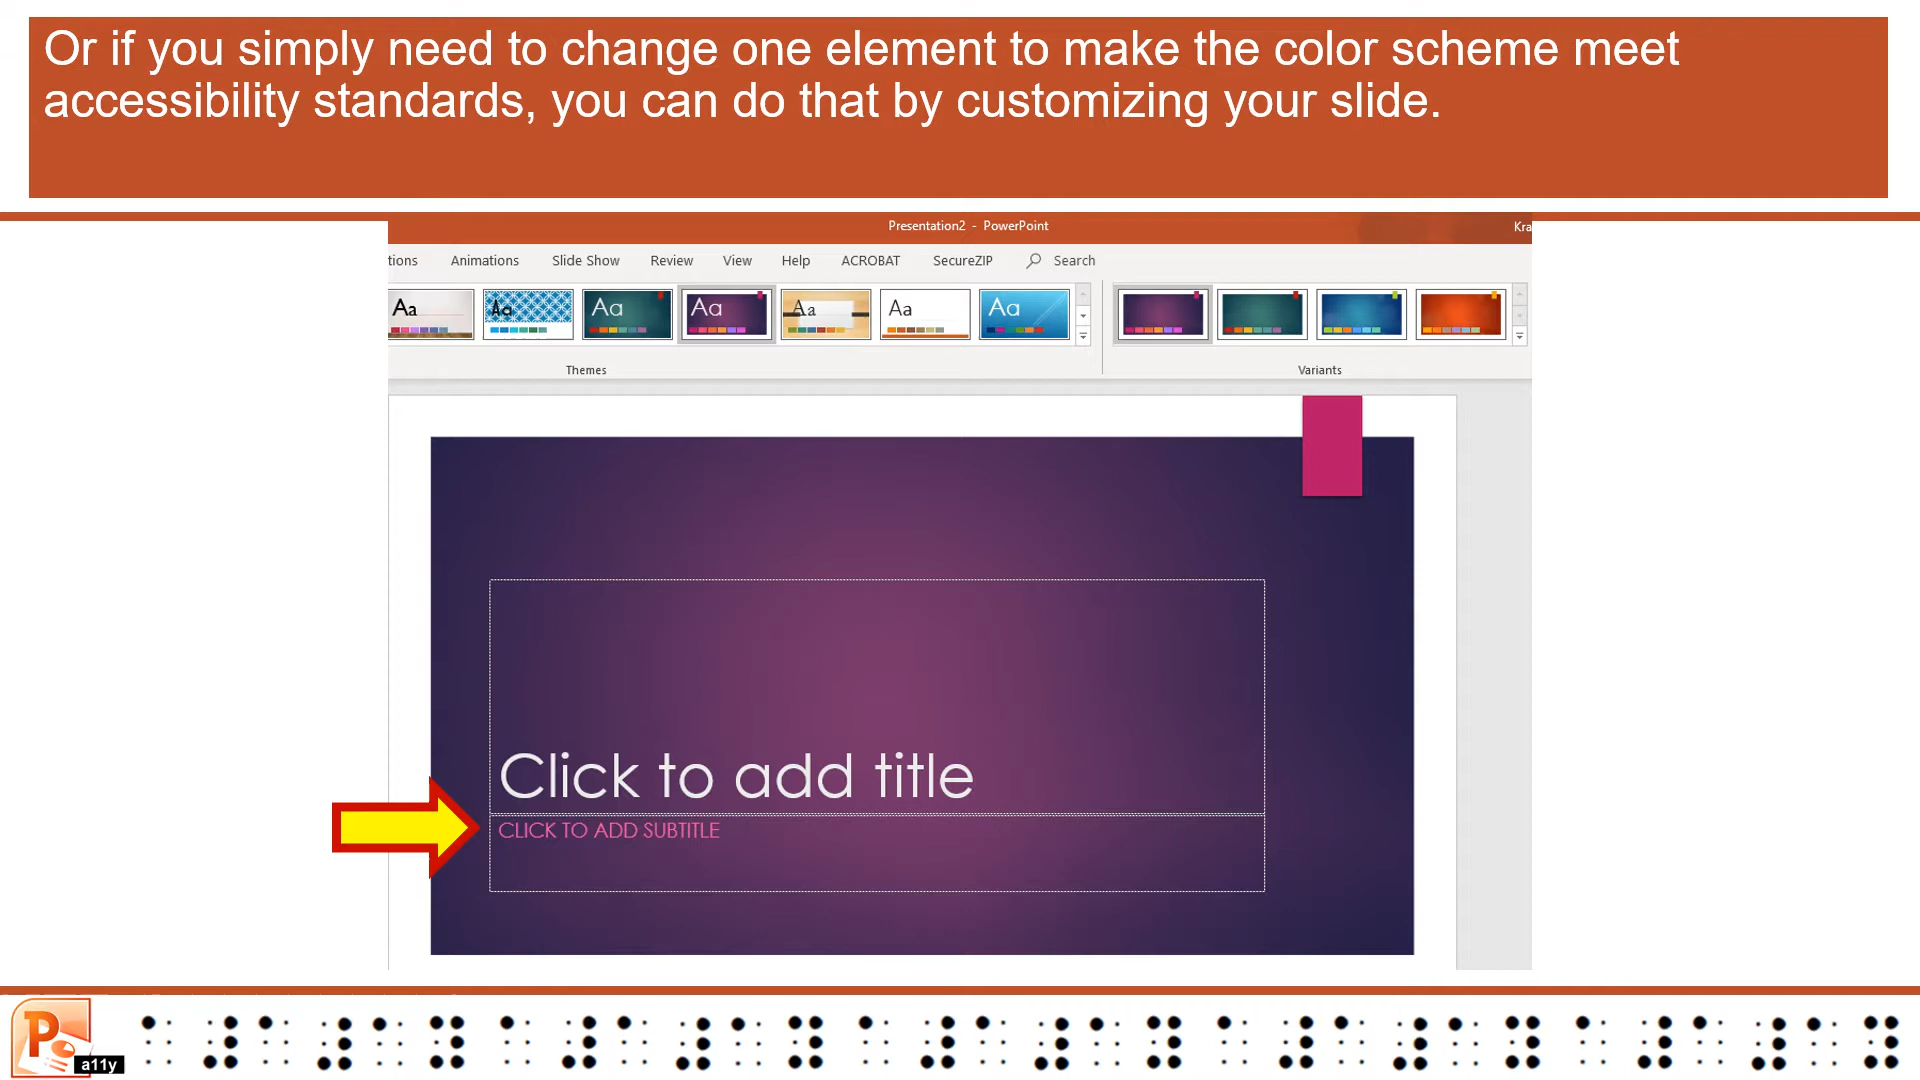 Or if you simply need to change one element to make the color scheme meet
accessibility standards, you can do that by customizing your slide.
Presentation2 - PowerPoint
Kra
tions Animations Slide Show Review View Help ACROBAT SecureZIP Search
Aa Aa Aa Aa Aa Aa Aa
Themes Variants
Click to add title
CLICK TO ADD SUBTITLE
P
a11y